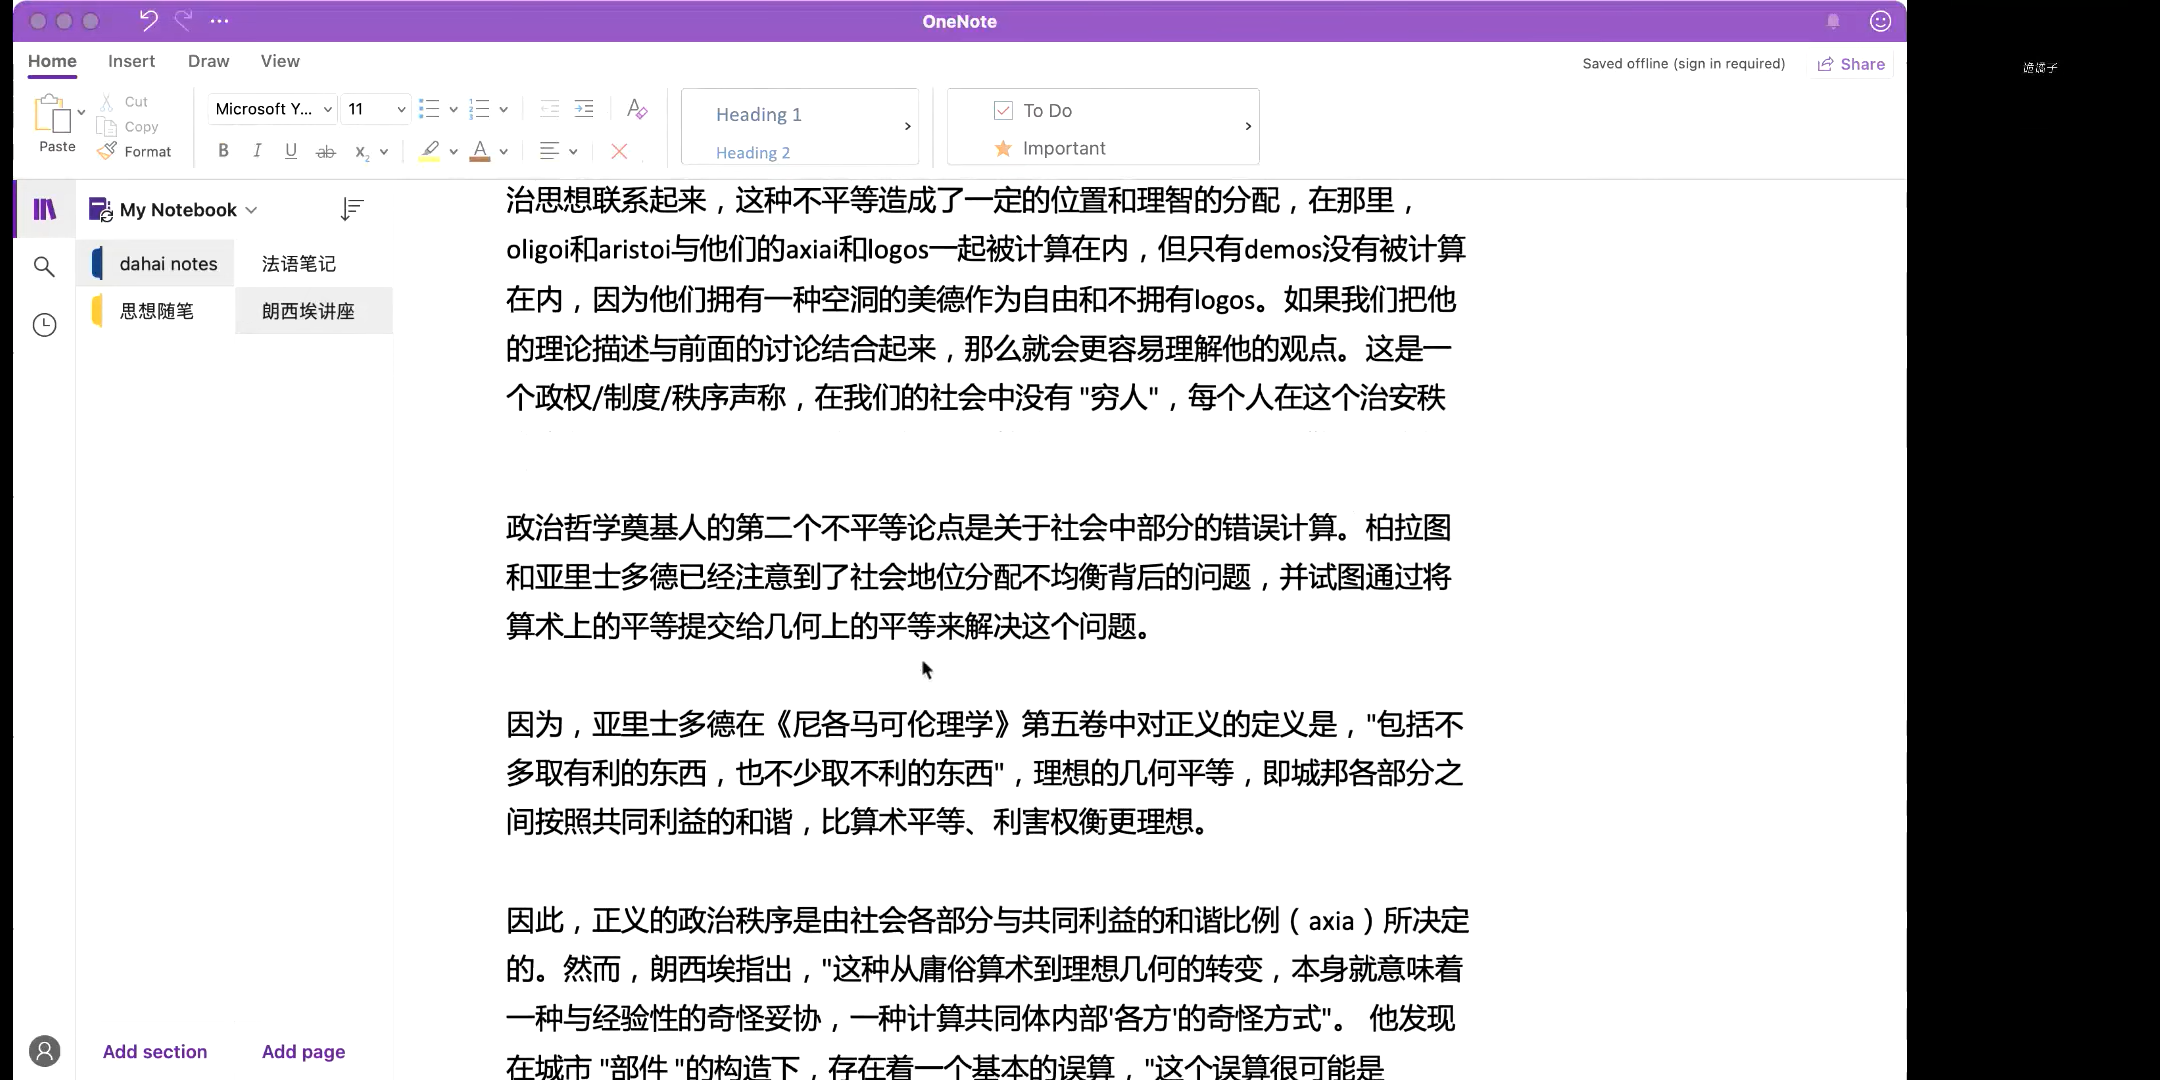 OneNote
Home Insert Draw View
Saved offline (sign in required) Share
Cut
Copy
Paste Format
Microsoft Y... 11
B I U ab x2
A
Heading 1
Heading 2
To Do
Important
My Notebook
dahai notes
思想随笔
法语笔记
朗西埃讲座
Add section Add page
治思想联系起来，这种不平等造成了一定的位置和理智的分配，在那里，
oligoi和aristoi与他们的axiai和logos一起被计算在内，但只有demos没有被计算
在内，因为他们拥有一种空洞的美德作为自由和不拥有logos。如果我们把他
的理论描述与前面的讨论结合起来，那么就会更容易理解他的观点。这是一
个政权/制度/秩序声称，在我们的社会中没有 "穷人"，每个人在这个治安秩
政治哲学奠基人的第二个不平等论点是关于社会中部分的错误计算。柏拉图
和亚里士多德已经注意到了社会地位分配不均衡背后的问题，并试图通过将
算术上的平等提交给几何上的平等来解决这个问题。
因为，亚里士多德在《尼各马可伦理学》第五卷中对正义的定义是，"包括不
多取有利的东西，也不少取不利的东西"，理想的几何平等，即城邦各部分之
间按照共同利益的和谐，比算术平等、利害权衡更理想。
因此，正义的政治秩序是由社会各部分与共同利益的和谐比例（axia）所决定
的。然而，朗西埃指出，"这种从庸俗算术到理想几何的转变，本身就意味着
一种与经验性的奇怪妥协，一种计算共同体内部'各方'的奇怪方式"。 他发现
在城市 "部件 "的构造下，存在着一个基本的误算，"这个误算很可能是